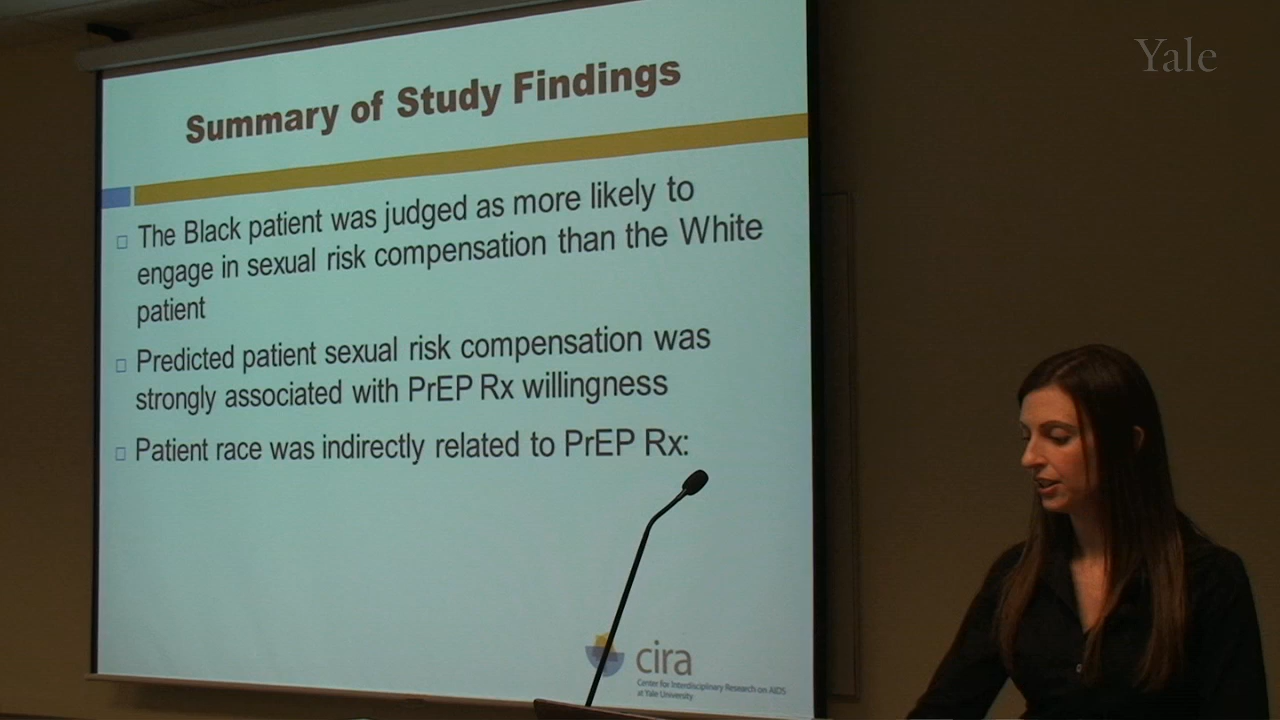 Yale
Summary of Study Findings
The Black patient was judged as more likely to
engage in sexual risk compensation than the White
patient
Predicted patient sexual risk compensation was
strongly associated with PrEP Rx willingness
Patient race was indirectly related to PrEP Rx:
cira
Center for Interdisciplinary Research on AIDS
at Yale University